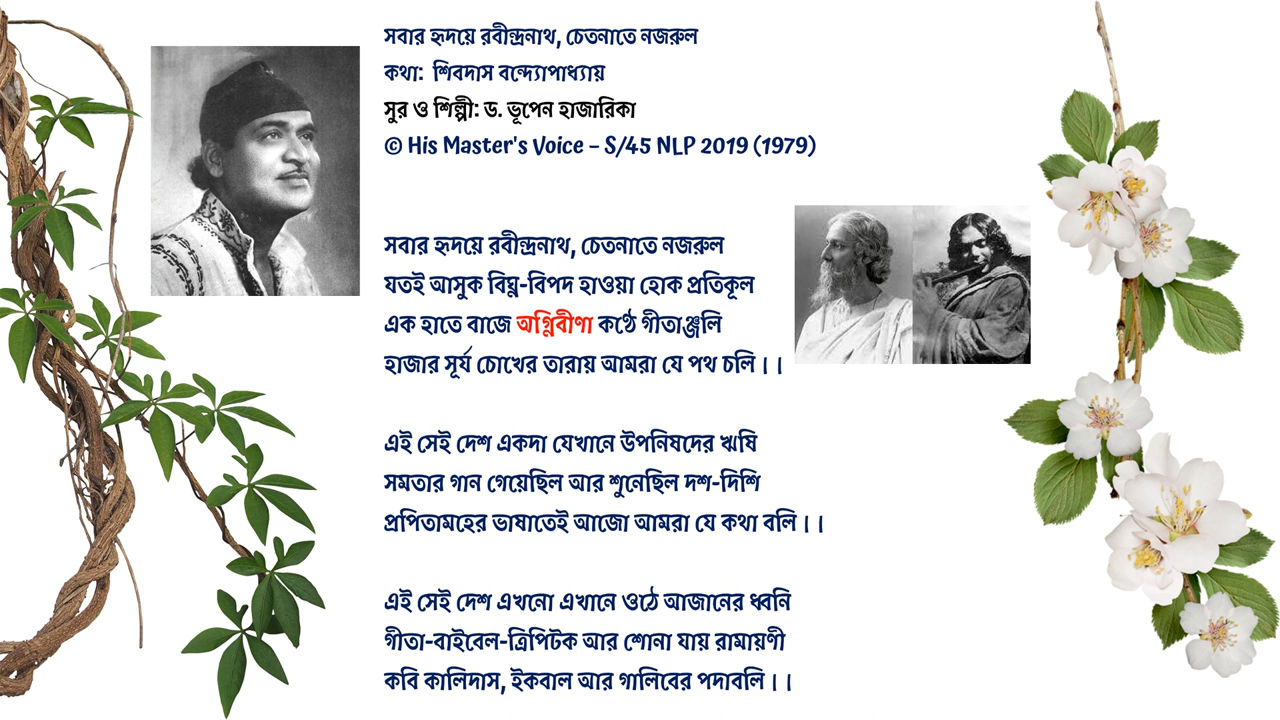 সবার হৃদয়ে রবীন্দ্রনাথ, চেতনাতে নজরুল
কথা: শিবদাস বন্দ্যোপাধ্যায়
সুর ও শিল্পী: ড. ভূপেন হাজারিকা
© His Master's Voice – S/45 NLP 2019 (1979)
সবার হৃদয়ে রবীন্দ্রনাথ, চেতনাতে নজরুল
যতই আসুক বিঘ্ন-বিপদ হাওয়া হোক প্রতিকূল
এক হাতে বাজে অগ্নিবীণা কণ্ঠে গীতাঞ্জলি
হাজার সূর্য চোখের তারায় আমরা যে পথ চলি।।
এই সেই দেশ একদা যেখানে উপনিষদের ঋষি
সমতার গান গেয়েছিল আর শুনেছিল দশ-দিশি
প্রপিতামহের ভাষাতেই আজো আমরা যে কথা বলি।।
এই সেই দেশ এখনো এখানে ওঠে আজানের ধ্বনি
গীতা-বাইবেল-ত্রিপিটক আর শোনা যায় রামায়ণী
কবি কালিদাস, ইকবাল আর গালিবের পদাবলি।।